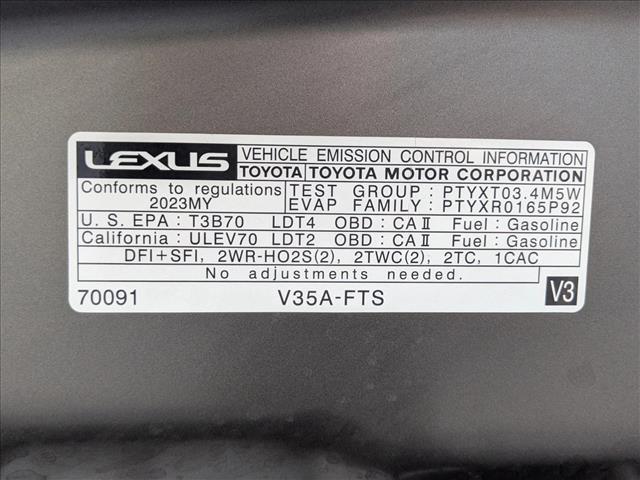 LEXUS VEHICLE EMISSION CONTROL INFORMATION
TOYOTA TOYOTA MOTOR CORPORATION
Conforms to regulations TEST GROUP : PTYXT03.4M5W
2023MY EVAP FAMILY: PTYXR0165P92
U. S. EPA : T3B70 LDT4 OBD : CA II Fuel : Gasoline
California: ULEV70 LDT2 OBD : CA II Fuel : Gasoline
DFI+SFI, 2WR-HO2S(2), 2TWC(2), 2TC, 1CAC
No adjustments needed.
70091 V35A-FTS V3